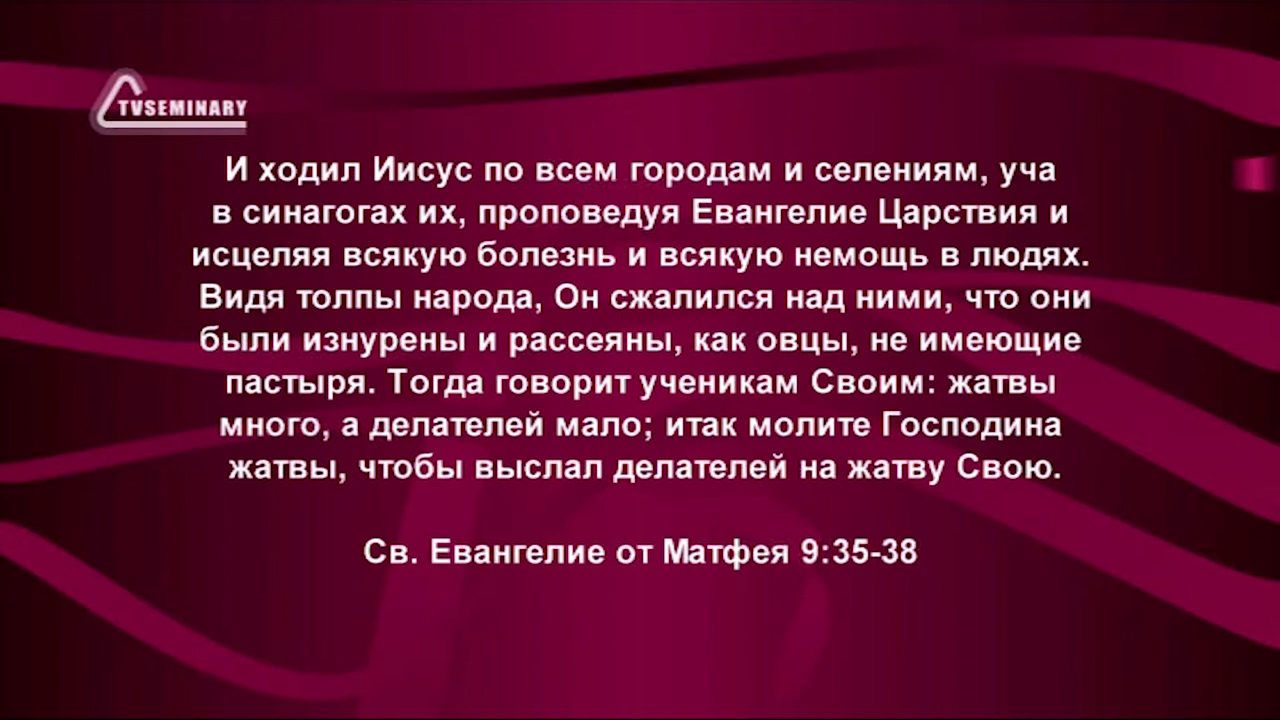 TVSEMINARY
И ходил Иисус по всем городам и селениям, уча
в синагогах их, проповедуя Евангелие Царствия и
исцеляя всякую болезнь и всякую немощь в людях.
Видя толпы народа, Он сжалился над ними, что они
были изнурены и рассеяны, как овцы, не имеющие
пастыря. Тогда говорит ученикам Своим: жатвы
много, а делателей мало; итак молите Господина
жатвы, чтобы выслал делателей на жатву Свою.
Св. Евангелие от Матфея 9:35-38